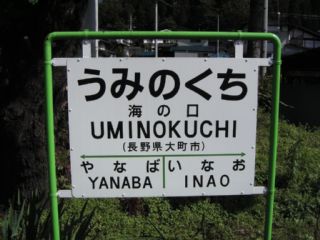 うみのくち
海の口
UMINOKUCHI
(長野県大町市)
やなば いなお
YANABA INAO